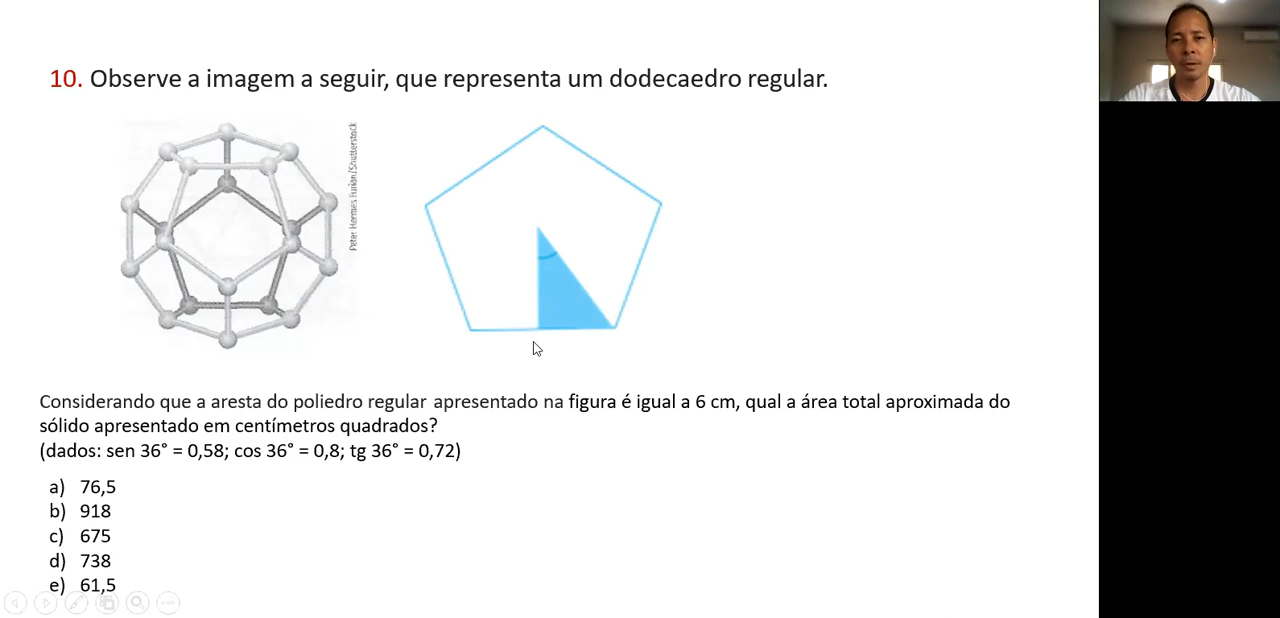 10. Observe a imagem a seguir, que representa um dodecaedro regular.
Peter Hermes Furian/Shutterstock
Considerando que a aresta do poliedro regular apresentado na figura é igual a 6 cm, qual a área total aproximada do
sólido apresentado em centímetros quadrados?
(dados: sen 36° = 0,58; cos 36° = 0,8; tg 36° = 0,72)
a) 76,5
b) 918
c) 675
d) 738
e) 61,5